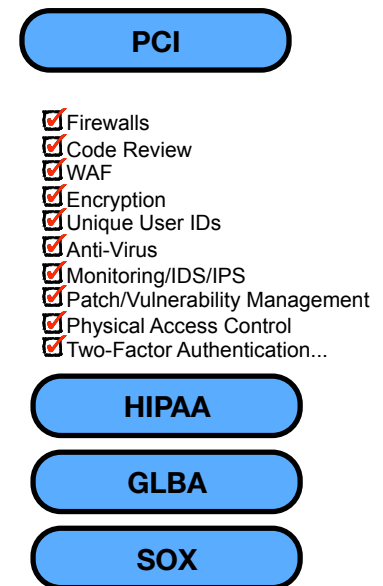 PCI
Firewalls
Code Review
WAF
Encryption
Unique User IDs
Anti-Virus
Monitoring/IDS/IPS
Patch/Vulnerability Management
Physical Access Control
Two-Factor Authentication...
HIPAA
GLBA
SOX